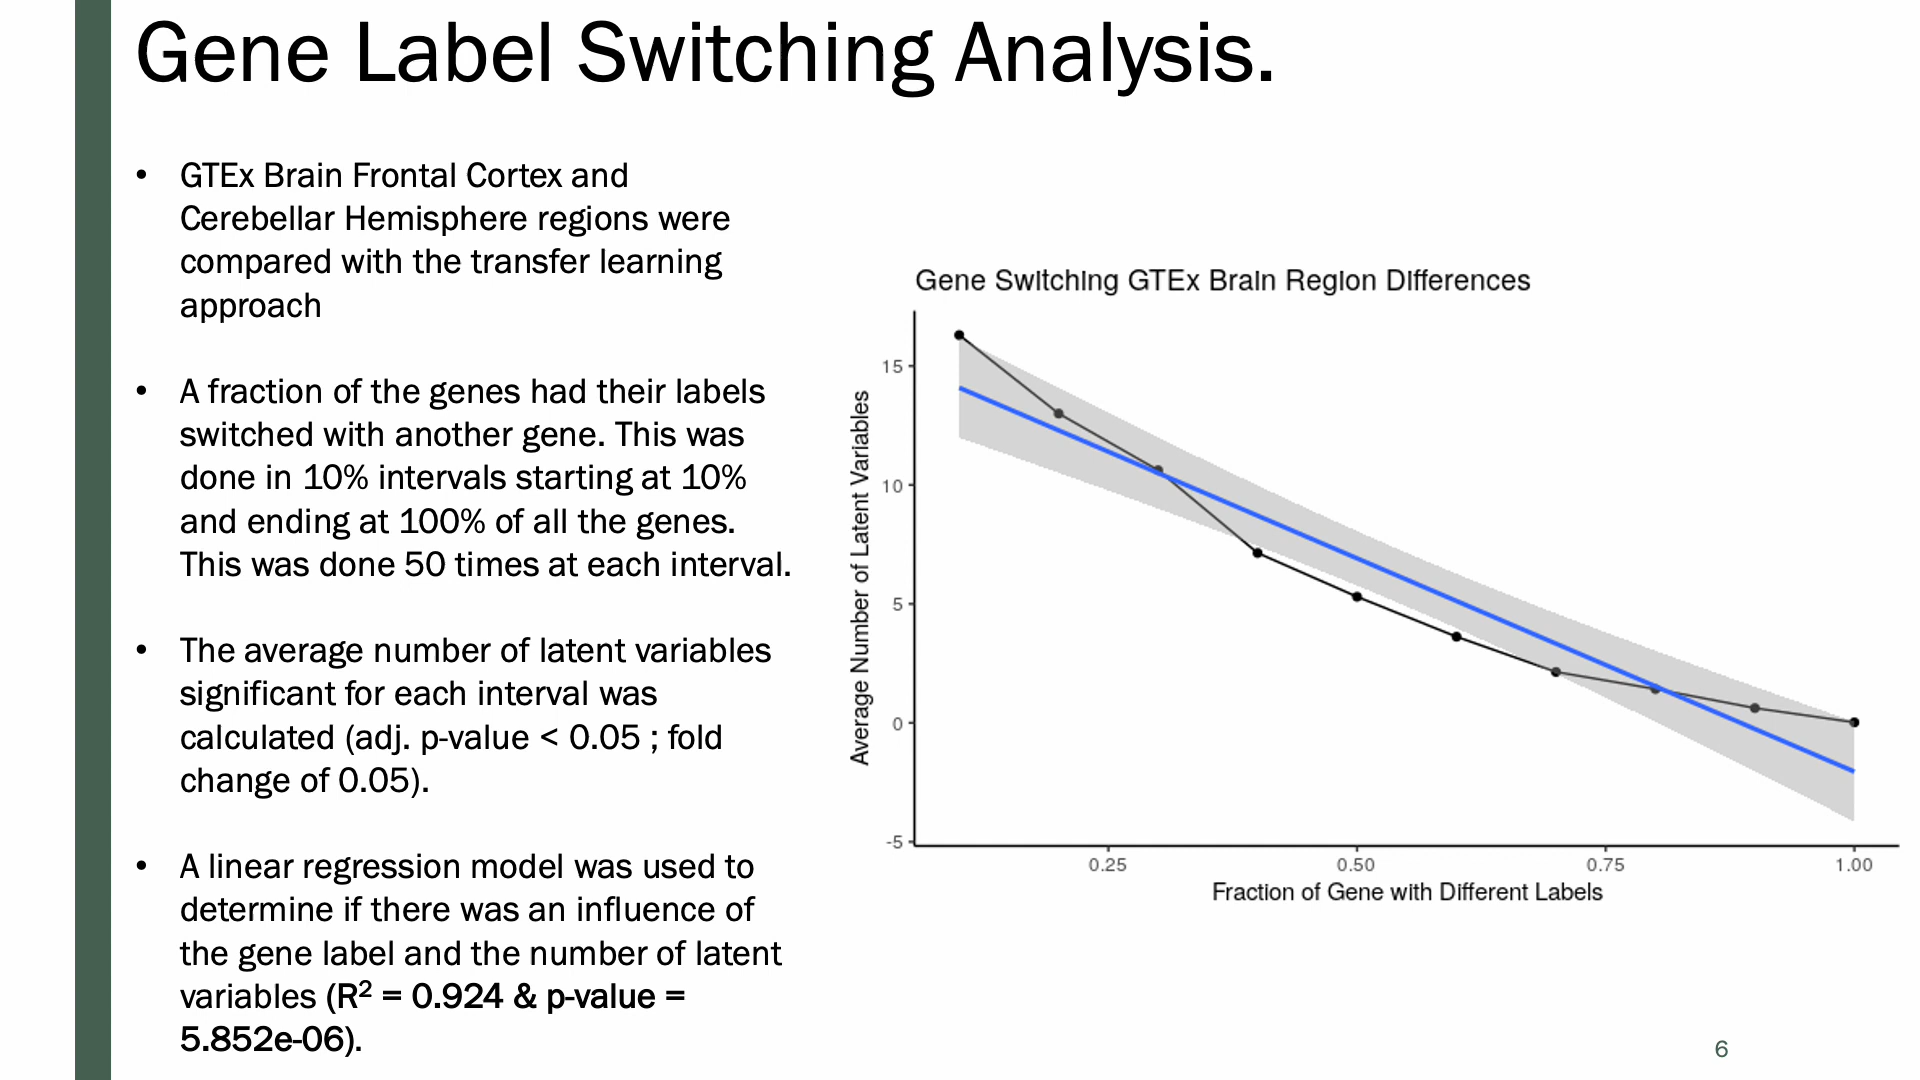 Gene Label Switching Analysis.
• GTEx Brain Frontal Cortex and
Cerebellar Hemisphere regions were
compared with the transfer learning
approach
• A fraction of the genes had their labels
switched with another gene. This was
done in 10% intervals starting at 10%
and ending at 100% of all the genes.
This was done 50 times at each interval.
• The average number of latent variables
significant for each interval was
calculated (adj. p-value < 0.05 ; fold
change of 0.05).
• A linear regression model was used to
determine if there was an influence of
the gene label and the number of latent
variables (R² = 0.924 & p-value =
5.852e-06).
Gene Switching GTEx Brain Region Differences
Average Number of Latent Variables
15
10
5
0
-5
0.25 0.50 0.75 1.00
Fraction of Gene with Different Labels
6